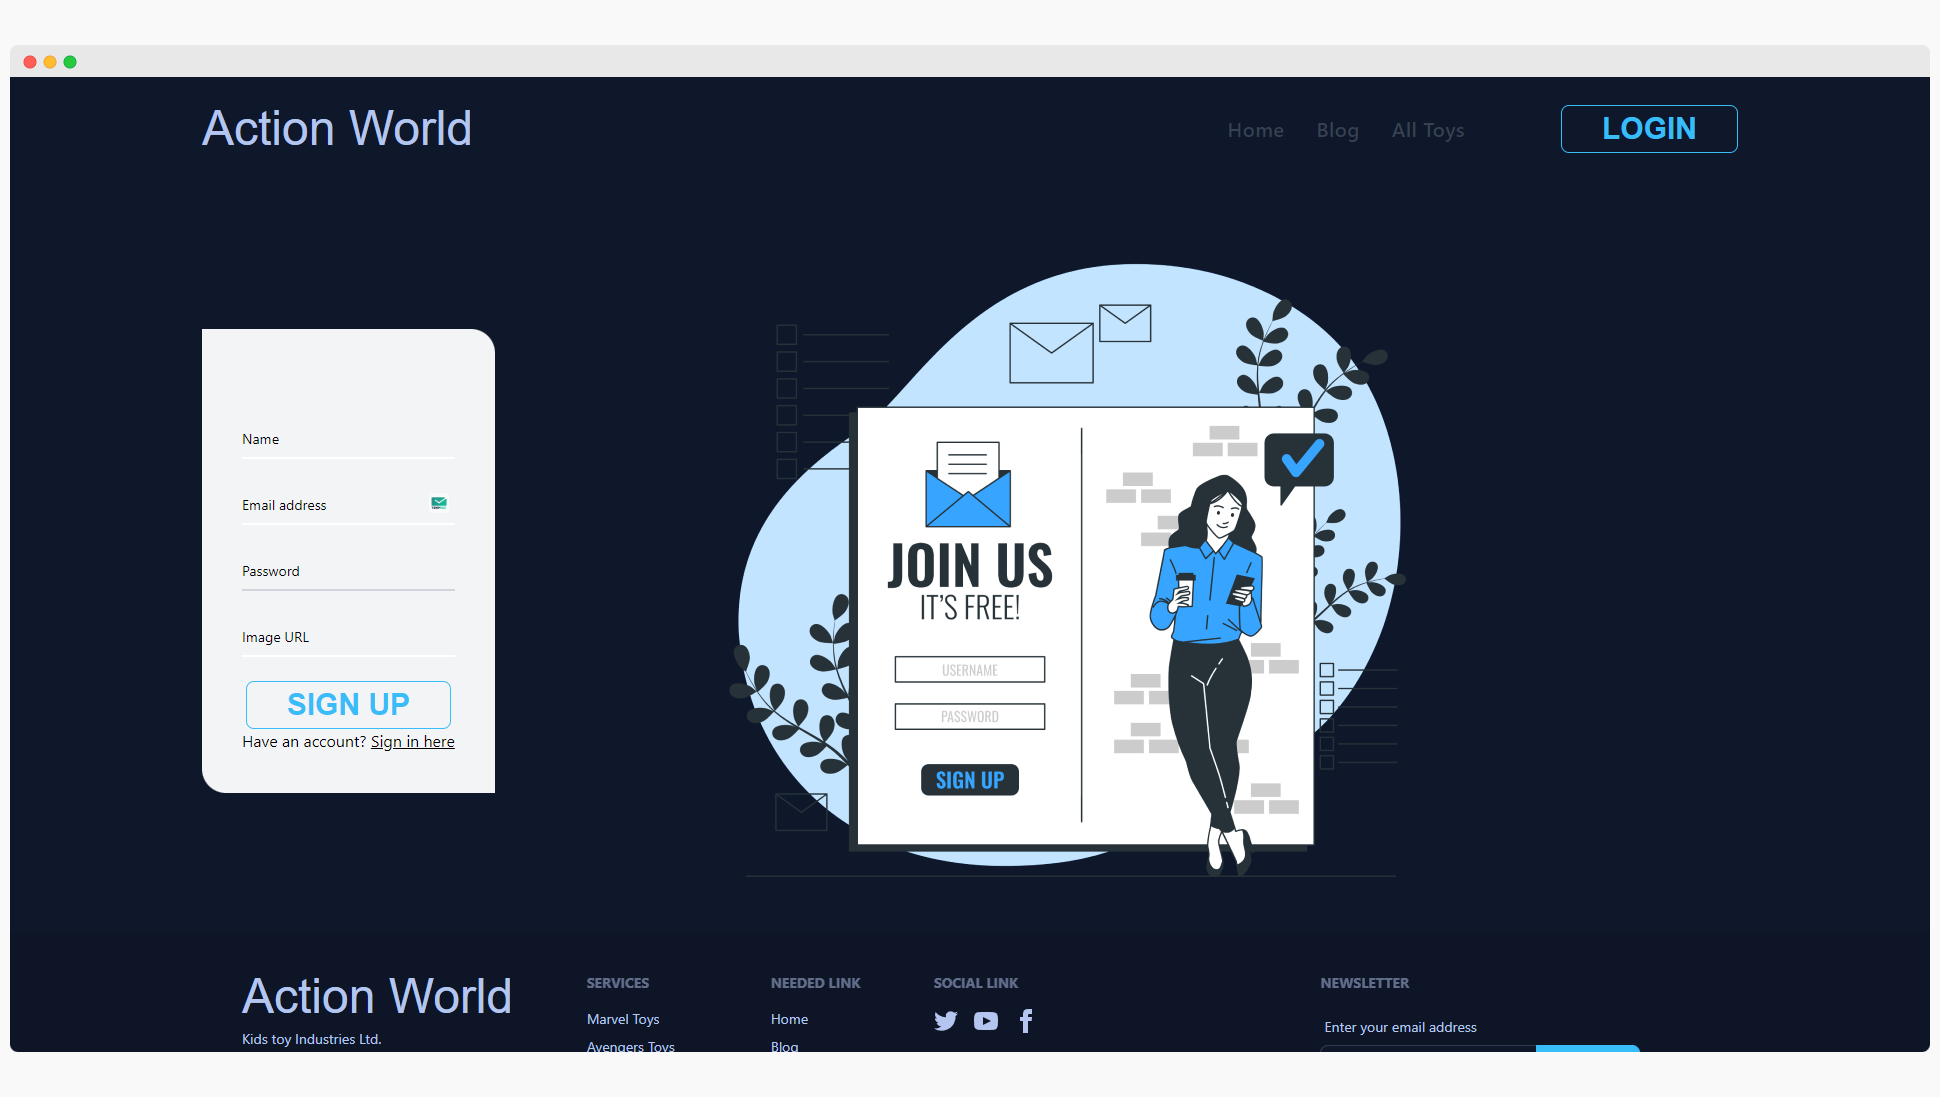 Action World
Home Blog All Toys
LOGIN
Name
Email address
Password
Image URL
SIGN UP
Have an account? Sign in here
JOIN US
IT'S FREE!
USERNAME
PASSWORD
SIGN UP
Action World
Kids toy Industries Ltd.
SERVICES
Marvel Toys
Avengers Toys
NEEDED LINK
Home
Blog
SOCIAL LINK
NEWSLETTER
Enter your email address